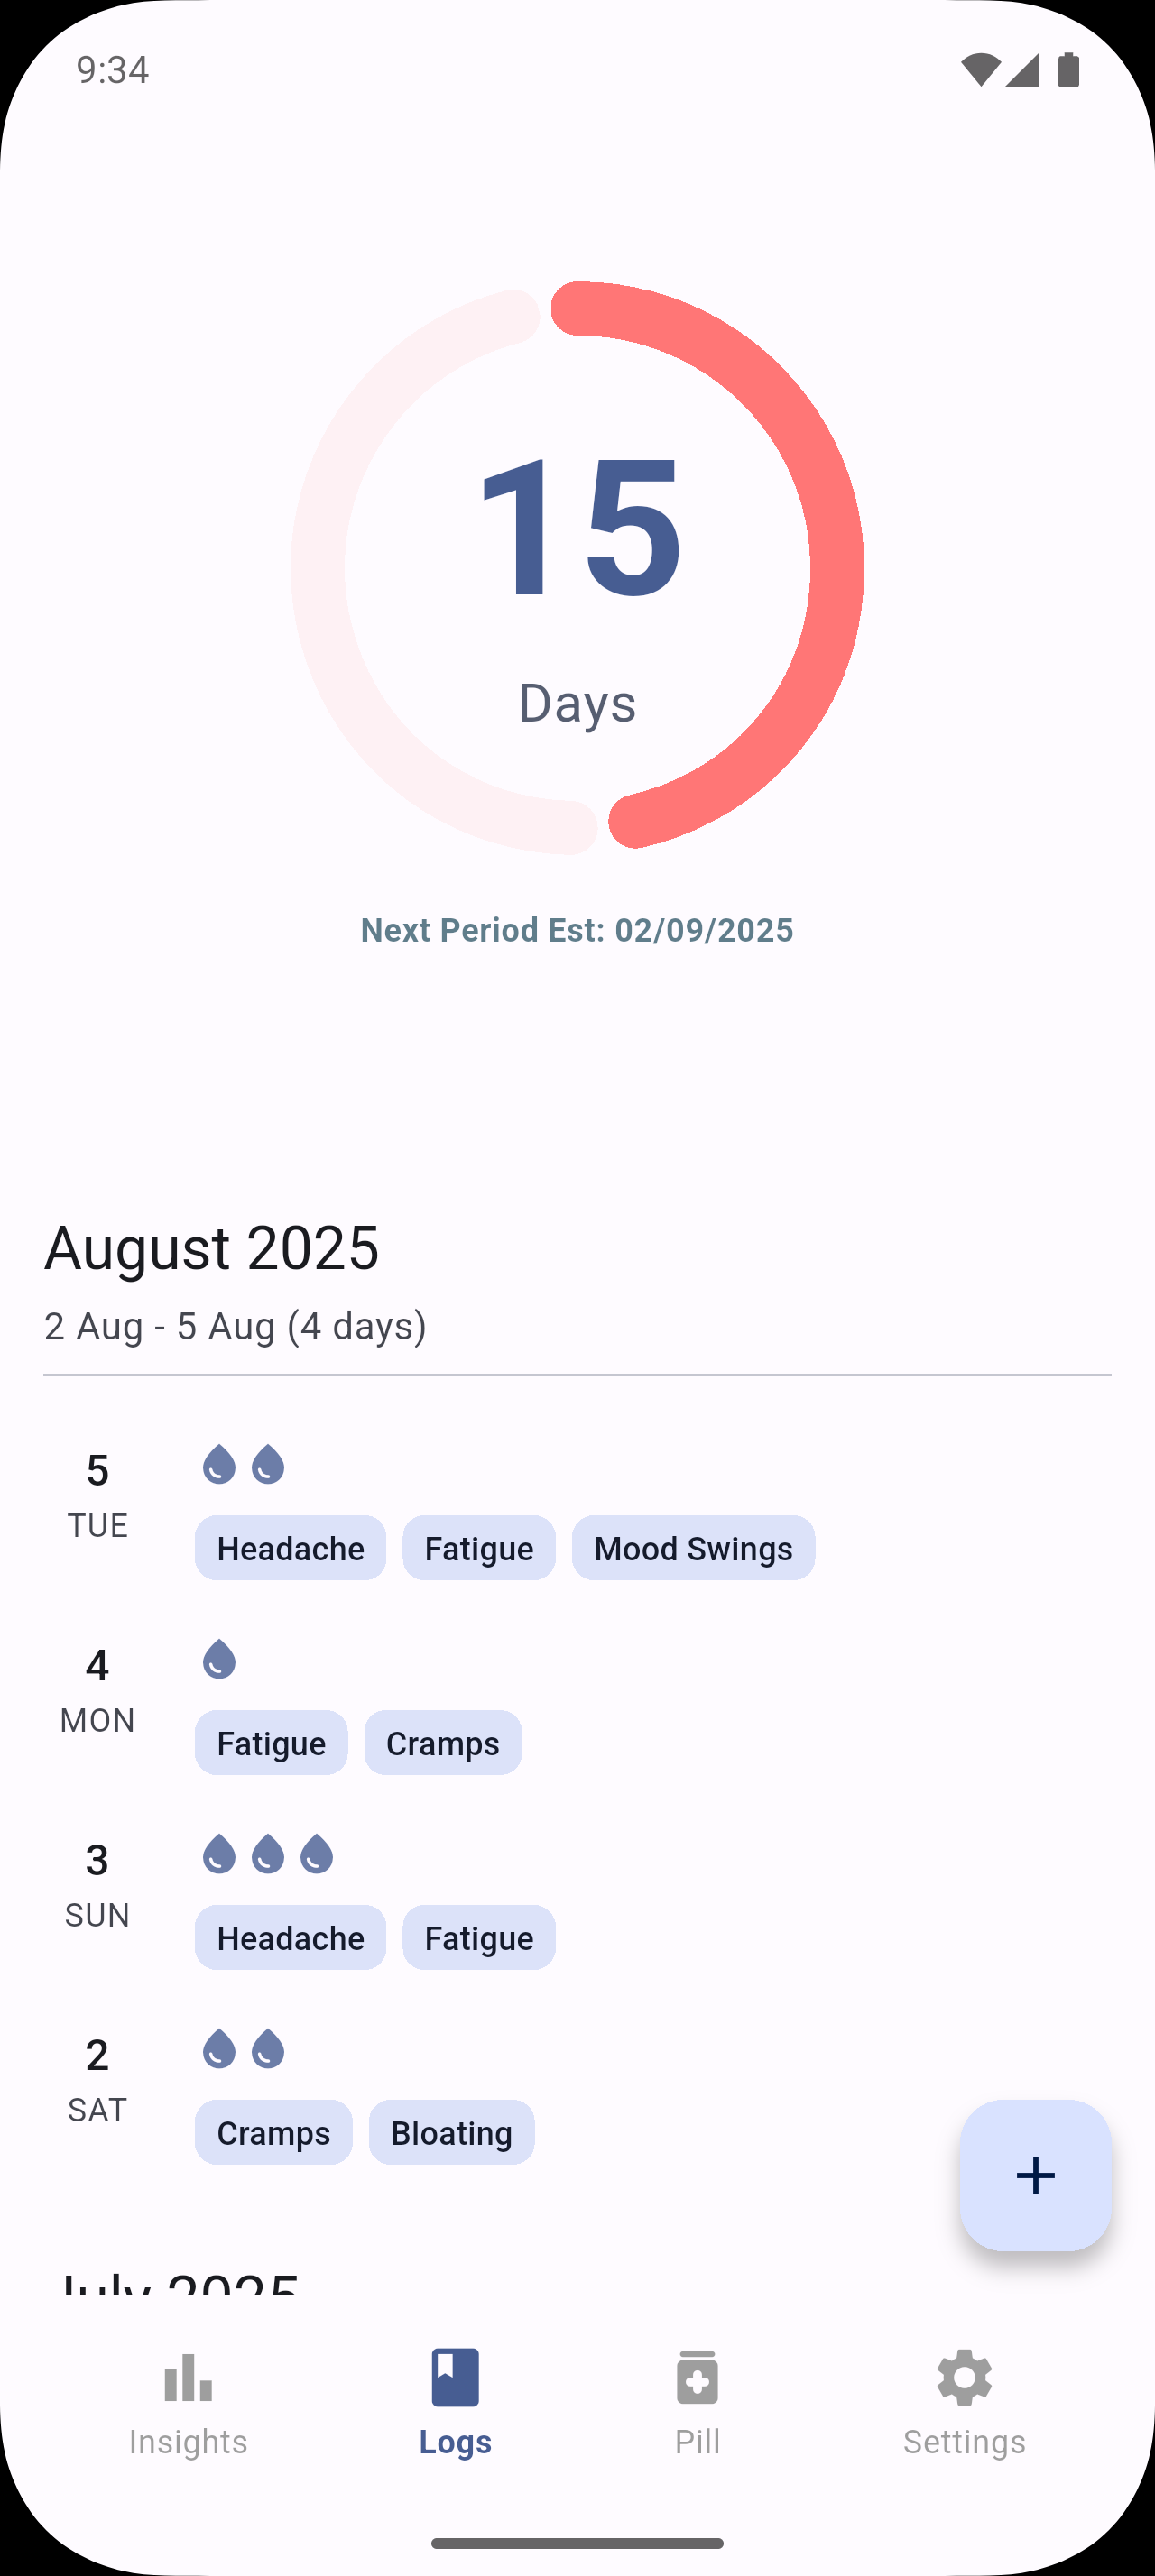 9:34
15
Days
Next Period Est: 02/09/2025
August 2025
2 Aug - 5 Aug (4 days)
5
TUE
Headache Fatigue Mood Swings
4
MON
Fatigue Cramps
3
SUN
Headache Fatigue
2
SAT
Cramps Bloating
July 2025
Insights Logs Pill Settings